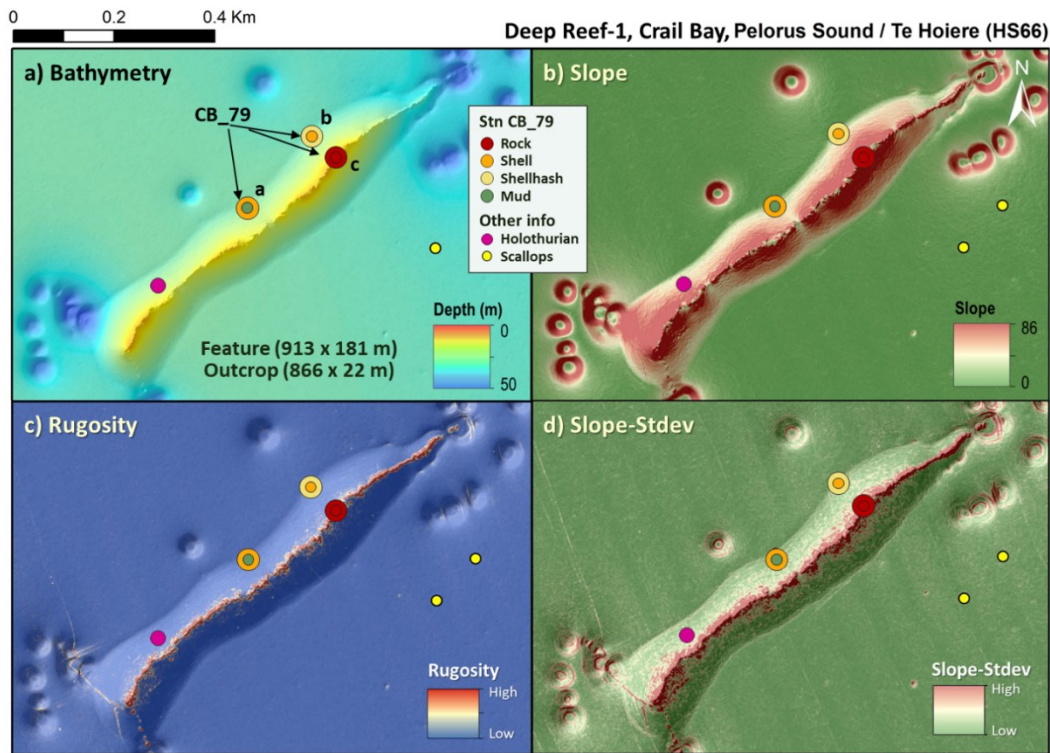 0 0.2 0.4 Km
Deep Reef-1, Crail Bay, Pelorus Sound / Te Hoiere (HS66)
a) Bathymetry
CB_79
b
c
a
Feature (913 x 181 m)
Outcrop (866 x 22 m)
Depth (m)
0
50
Stn CB_79
Rock
Shell
Shellhash
Mud
Other info
Holothurian
Scallops
b) Slope
N
Slope
86
0
c) Rugosity
Rugosity
High
Low
d) Slope-Stdev
Slope-Stdev
High
Low